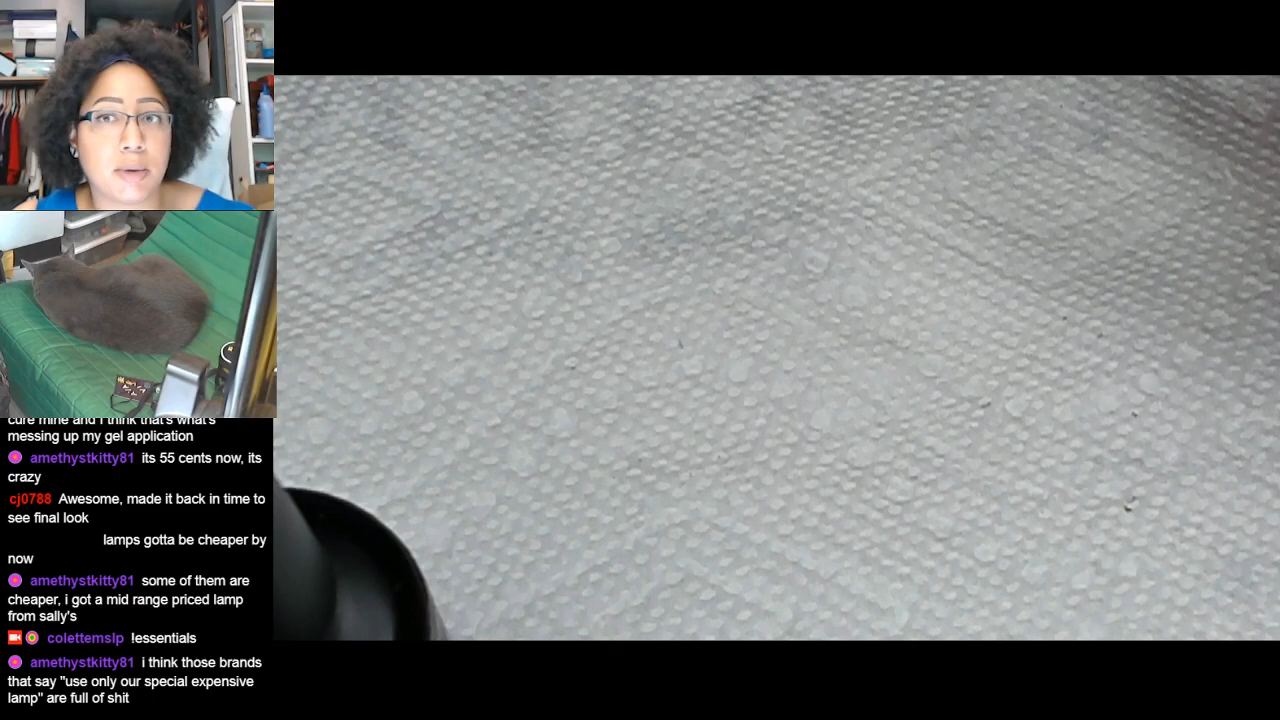 cure mine and I think that's what's
messing up my gel application
amethystkitty81 its 55 cents now, its
crazy
cj0788 Awesome, made it back in time to
see final look
lamps gotta be cheaper by
now
amethystkitty81 some of them are
cheaper, i got a mid range priced lamp
from sally's
colettemslp !essentials
amethystkitty81 i think those brands
that say "use only our special expensive
lamp" are full of shit